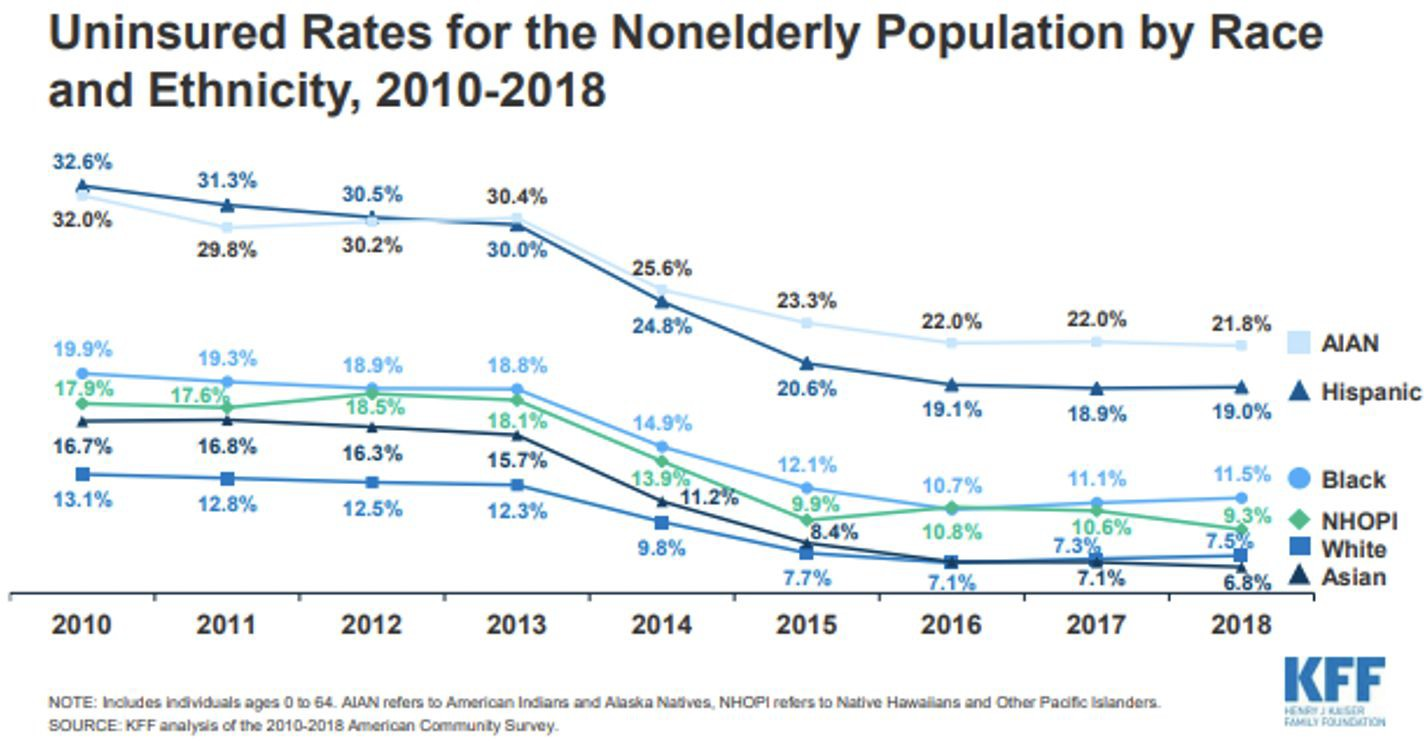 Uninsured Rates for the Nonelderly Population by Race
and Ethnicity, 2010-2018
32.6% 31.3% 30.5% 30.4%
32.0% 29.8% 30.2% 30.0%
25.6% 23.3% 22.0% 22.0% 21.8%
24.8% 20.6% 19.1% 18.9% 19.0%
AIAN
Hispanic
19.9% 19.3% 18.9% 18.8% 14.9% 12.1% 10.7% 11.1% 11.5%
Black
17.9% 17.6% 18.5% 18.1% 13.9% 9.9% 10.8% 10.6% 9.3%
NHOPI
16.7% 16.8% 16.3% 15.7% 11.2% 8.4% 7.1% 6.8%
13.1% 12.8% 12.5% 12.3% 9.8% 7.7% 7.1% 7.3% 7.5%
White
Asian
2010 2011 2012 2013 2014 2015 2016 2017 2018
NOTE: Includes individuals ages 0 to 64. AIAN refers to American Indians and Alaska Natives, NHOPI refers to Native Hawaiians and Other Pacific Islanders.
SOURCE: KFF analysis of the 2010-2018 American Community Survey.
KFF
HENRY J KAISER
FAMILY FOUNDATION